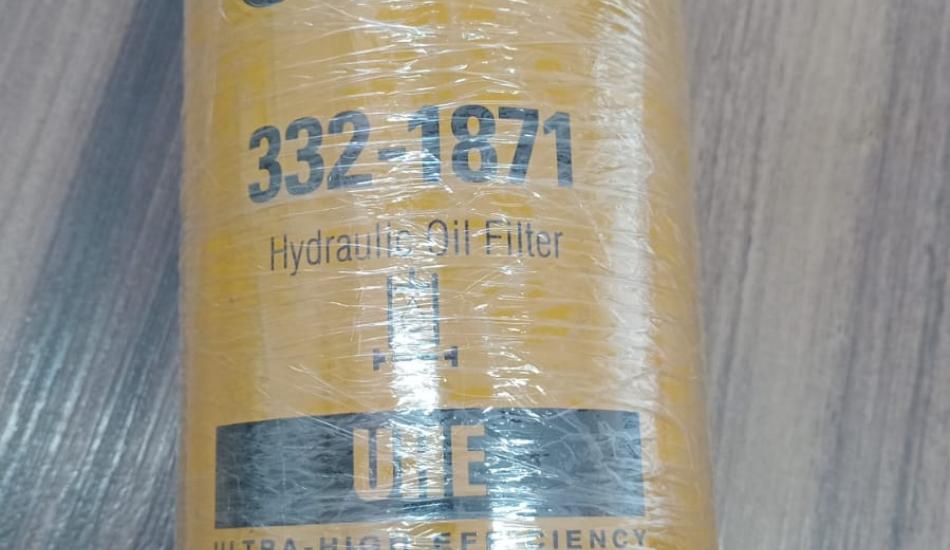 332-1871
Hydraulic Oil Filter
UHE
ULTRA-HIGH EFFICIENCY